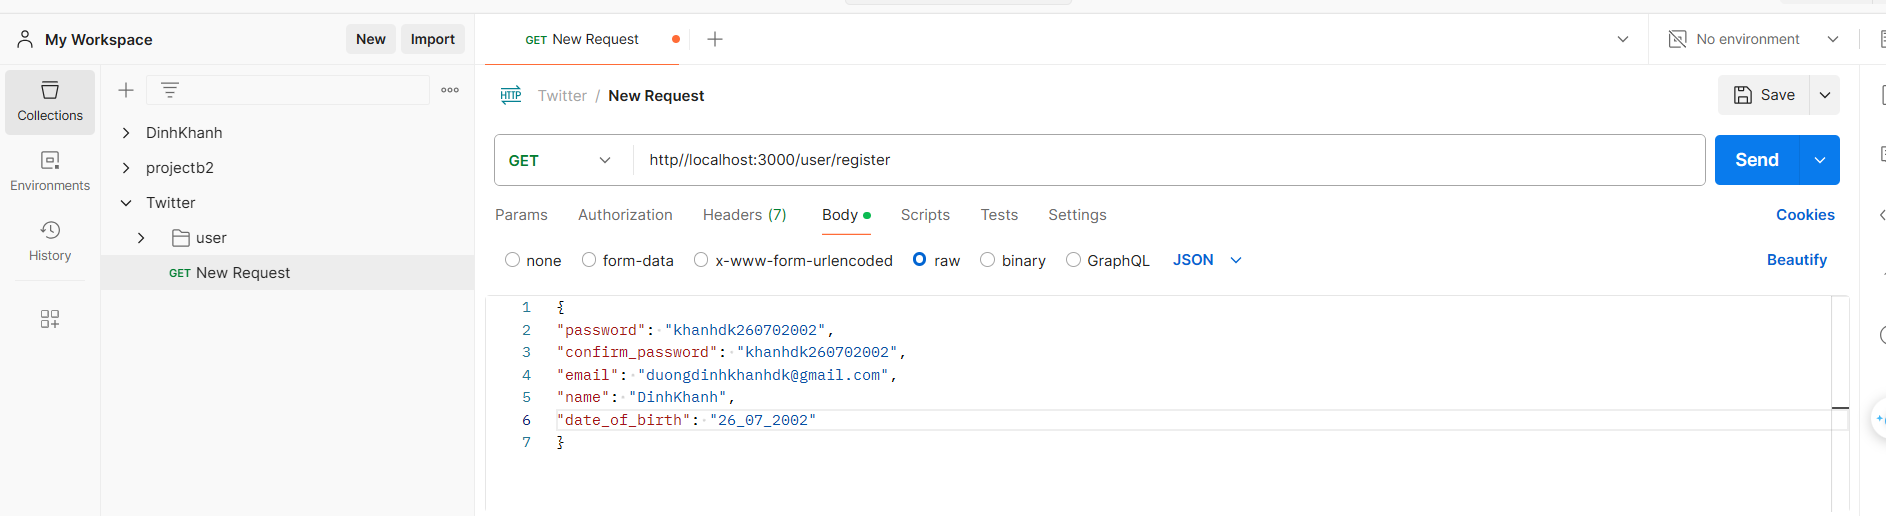 My Workspace
New
Import
GET New Request
No environment
Collections
Environments
History
DinhKhanh
projectb2
Twitter
user
GET New Request
HTTP
Twitter / New Request
Save
GET
http//localhost:3000/user/register
Send
Params Authorization Headers (7) Body Scripts Tests Settings
Cookies
none form-data x-www-form-urlencoded raw binary GraphQL JSON
Beautify
1 {
2 "password": "khanhdk260702002",
3 "confirm_password": "khanhdk260702002",
4 "email": "duongdinhkhanhdk@gmail.com",
5 "name": "DinhKhanh",
6 "date_of_birth": "26_07_2002"
7 }